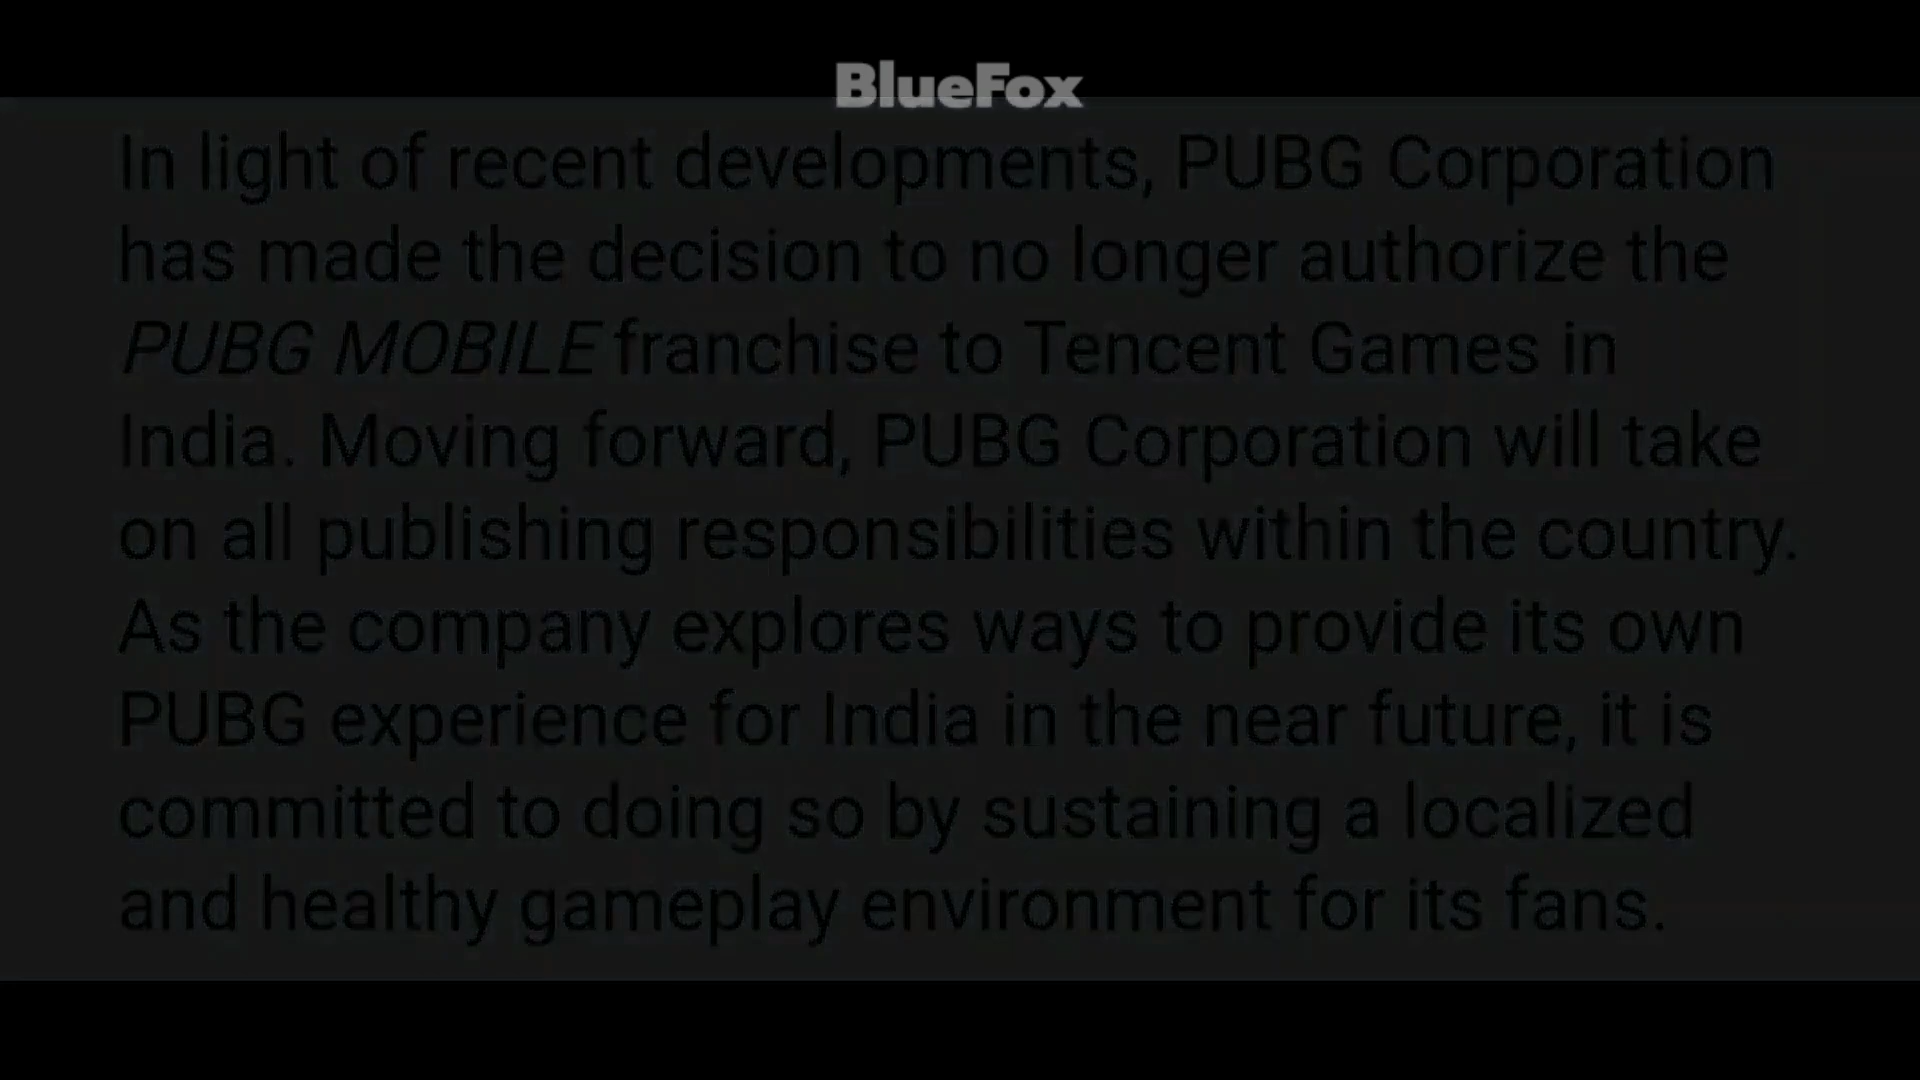 BlueFox
In light of recent developments, PUBG Corporation
has made the decision to no longer authorize the
PUBG MOBILE franchise to Tencent Games in
India. Moving forward, PUBG Corporation will take
on all publishing responsibilities within the country.
As the company explores ways to provide its own
PUBG experience for India in the near future, it is
committed to doing so by sustaining a localized
and healthy gameplay environment for its fans.